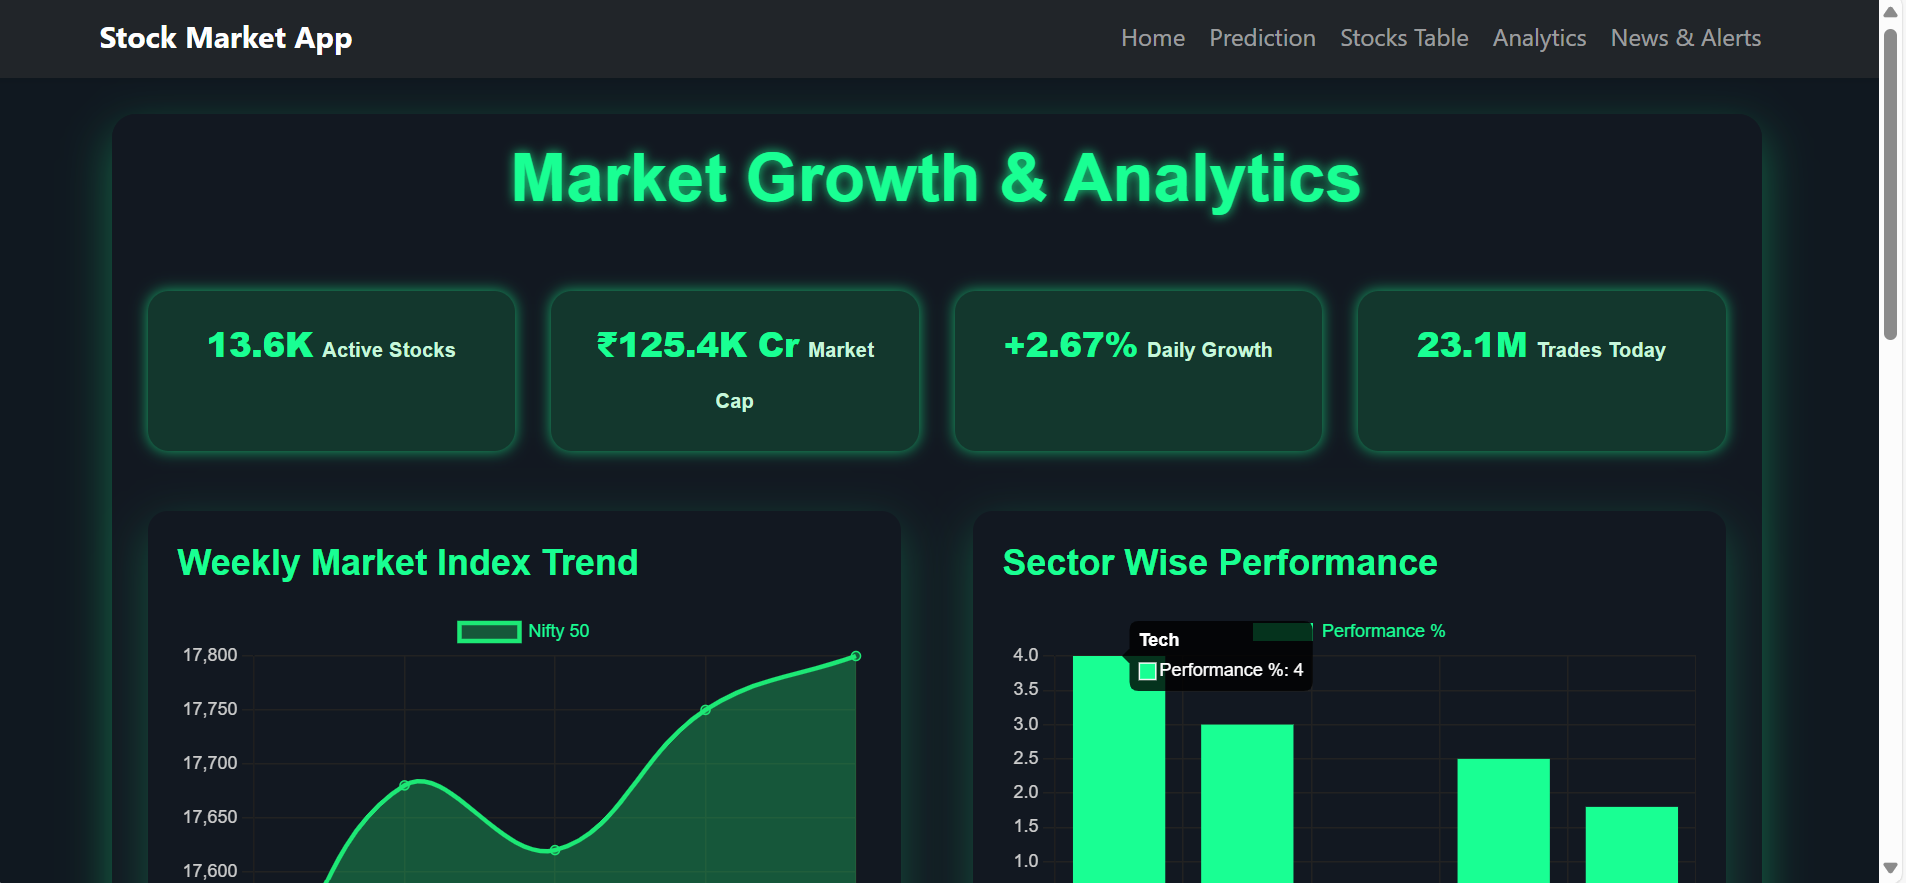 Stock Market App
Home Prediction Stocks Table Analytics News & Alerts
Market Growth & Analytics
13.6K Active Stocks
₹125.4K Cr Market
Cap
+2.67% Daily Growth
23.1M Trades Today
Weekly Market Index Trend
Nifty 50
17,800
17,750
17,700
17,650
17,600
Sector Wise Performance
Performance %
Tech
Performance %: 4
4.0
3.5
3.0
2.5
2.0
1.5
1.0